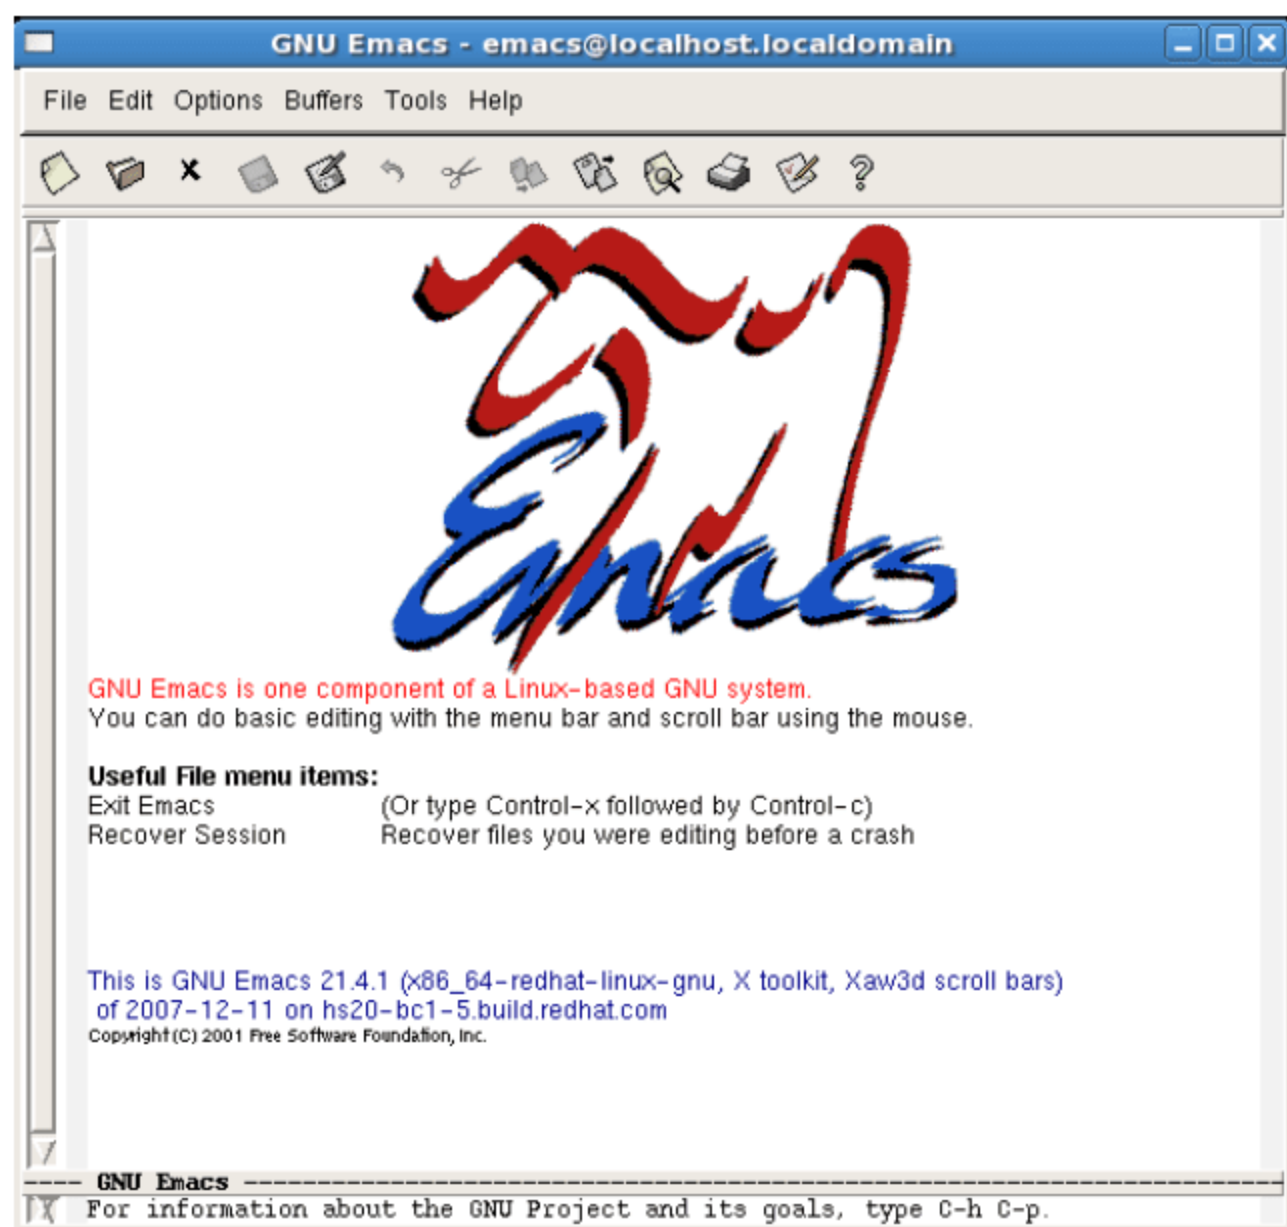 GNU Emacs - emacs@localhost.localdomain
File Edit Options Buffers Tools Help
Emacs
GNU Emacs is one component of a Linux-based GNU system.
You can do basic editing with the menu bar and scroll bar using the mouse.
Useful File menu items:
Exit Emacs (Or type Control-x followed by Control-c)
Recover Session Recover files you were editing before a crash
This is GNU Emacs 21.4.1 (x86_64-redhat-linux-gnu, X toolkit, Xaw3d scroll bars)
of 2007-12-11 on hs20-bc1-5.build.redhat.com
Copyright (C) 2001 Free Software Foundation, Inc.
---- GNU Emacs ----------------------------------------------------------------------
For information about the GNU Project and its goals, type C-h C-p.